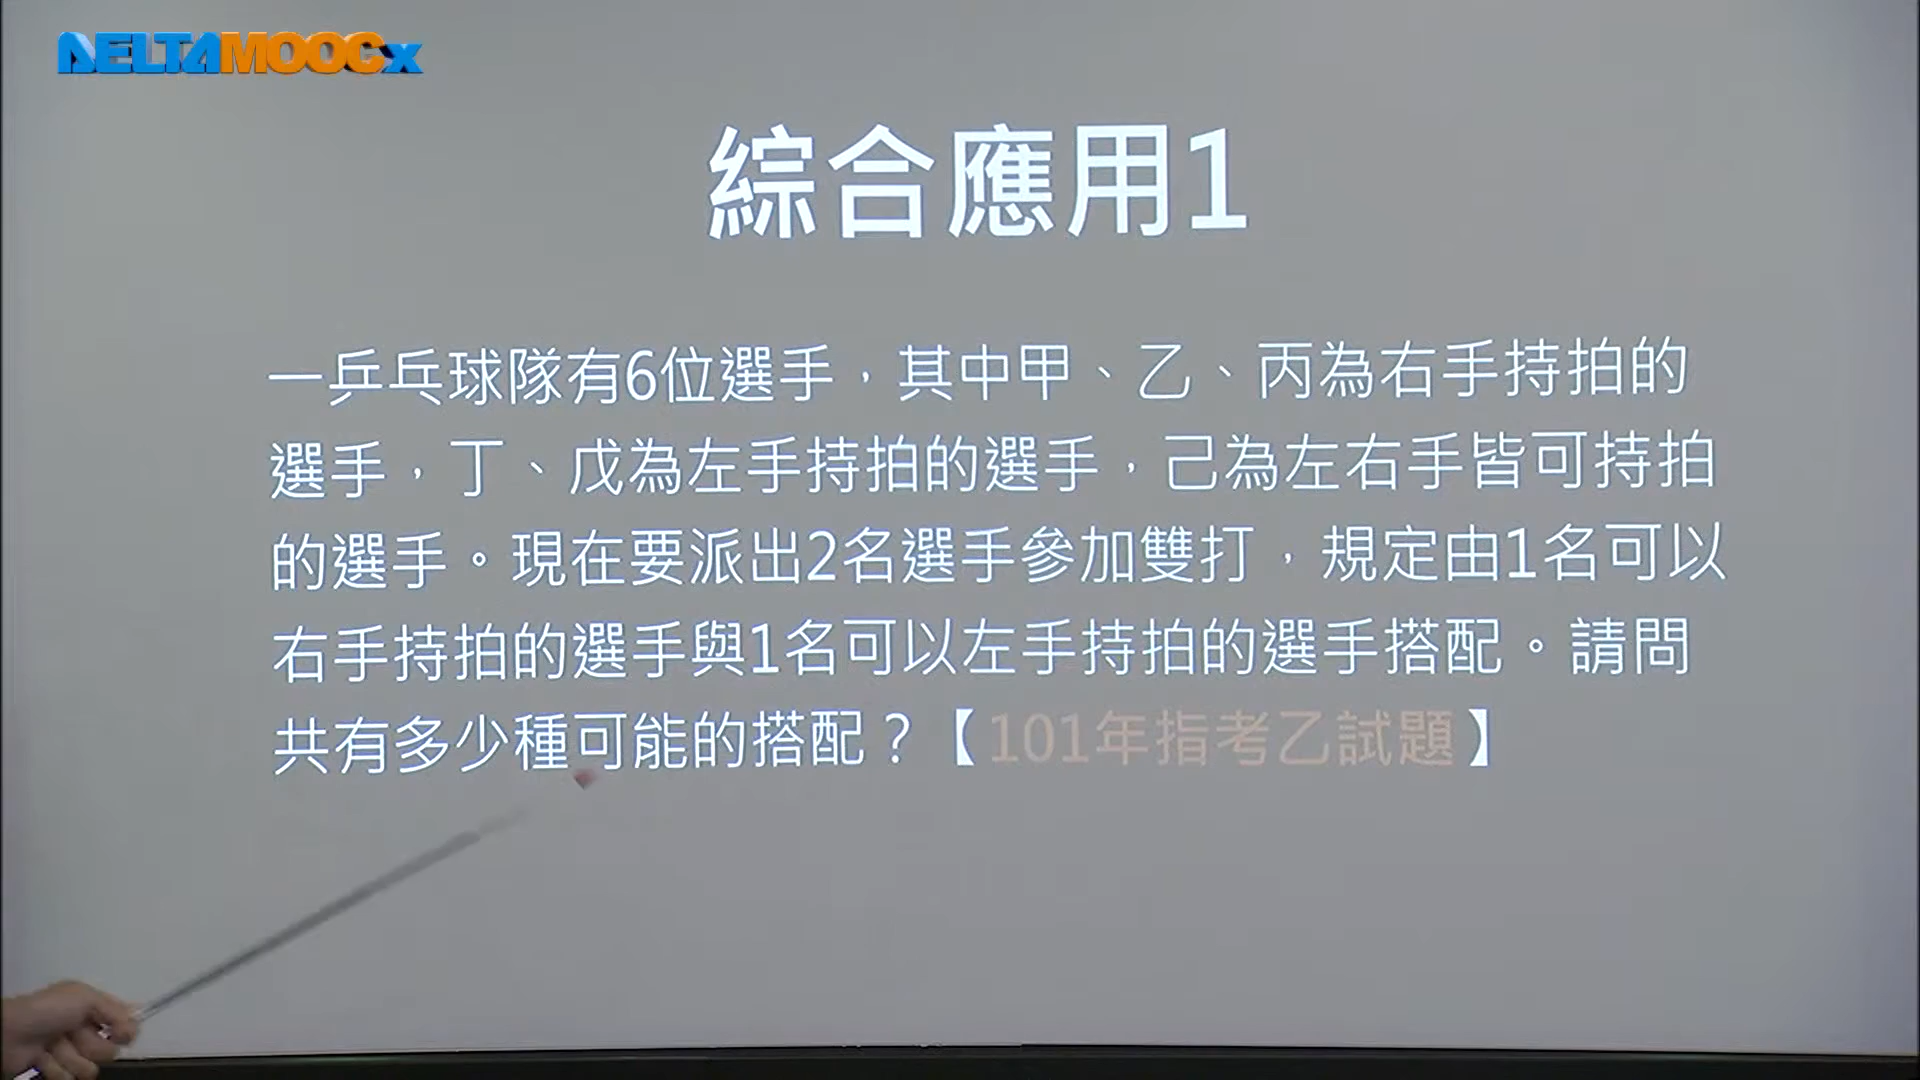 DELTAMOOCx
綜合應用1
一乒乓球隊有6位選手，其中甲、乙、丙為右手持拍的
選手，丁、戊為左手持拍的選手，己為左右手皆可持拍
的選手。現在要派出2名選手參加雙打，規定由1名可以
右手持拍的選手與1名可以左手持拍的選手搭配。請問
共有多少種可能的搭配？【101年指考乙試題】